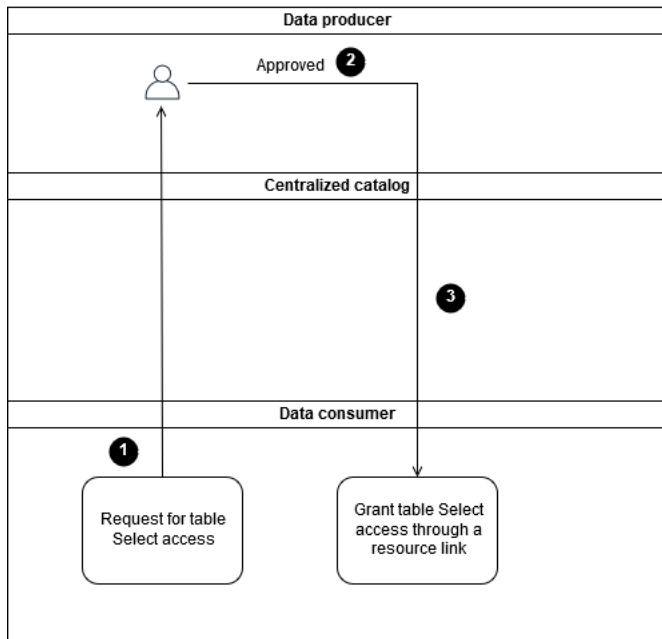 Data producer
Approved 2
Centralized catalog
3
Data consumer
1
Request for table
Select access
Grant table Select
access through a
resource link